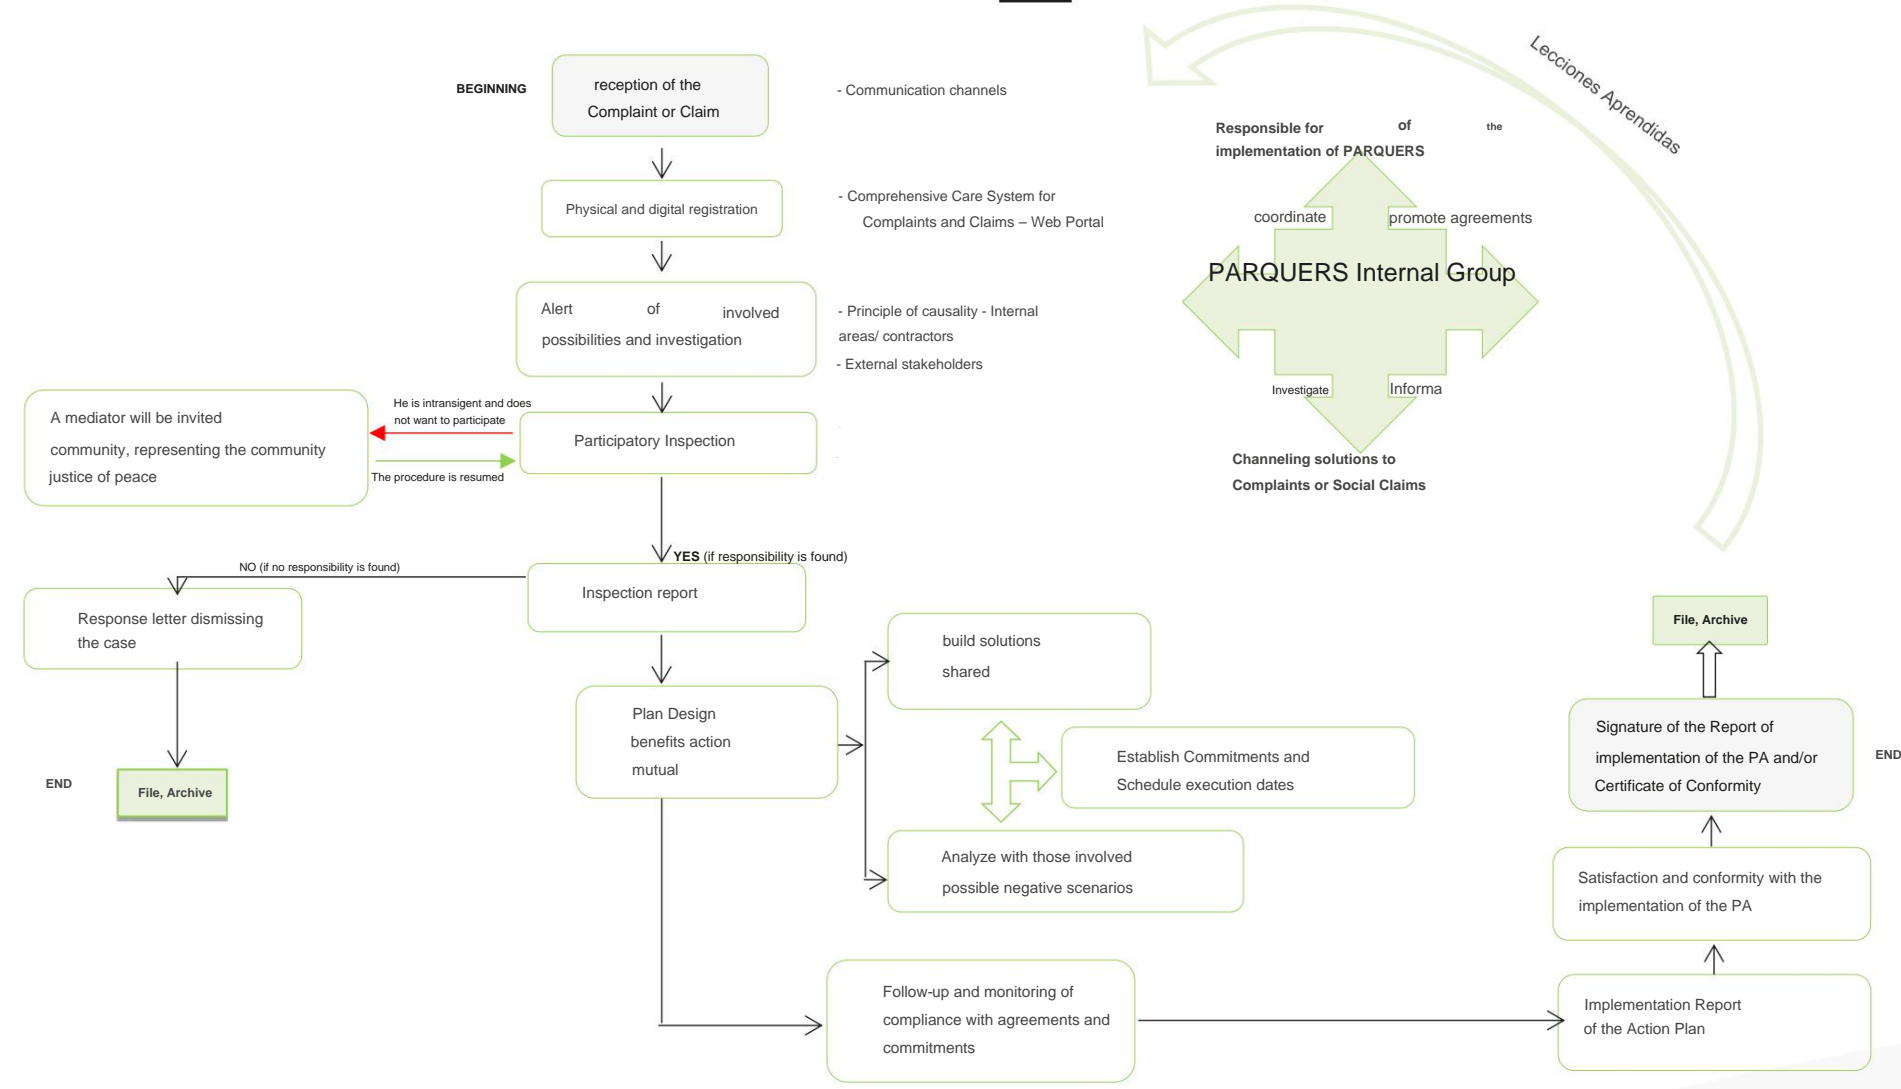 BEGINNING
reception of the
Complaint or Claim
- Communication channels
Physical and digital registration
- Comprehensive Care System for
Complaints and Claims – Web Portal
Alert of involved
possibilities and investigation
- Principle of causality - Internal
areas/ contractors
- External stakeholders
A mediator will be invited
community, representing the community
justice of peace
He is intransigent and does
not want to participate
The procedure is resumed
Participatory Inspection
YES (if responsibility is found)
NO (if no responsibility is found)
Inspection report
Response letter dismissing
the case
END
File, Archive
Plan Design
benefits action
mutual
build solutions
shared
Establish Commitments and
Schedule execution dates
Analyze with those involved
possible negative scenarios
Follow-up and monitoring of
compliance with agreements and
commitments
Implementation Report
of the Action Plan
Satisfaction and conformity with the
implementation of the PA
Signature of the Report of
implementation of the PA and/or
Certificate of Conformity
END
File, Archive
Lecciones Aprendidas
Responsible for of the
implementation of PARQUERS
coordinate
promote agreements
PARQUERS Internal Group
Investigate
Informa
Channeling solutions to
Complaints or Social Claims